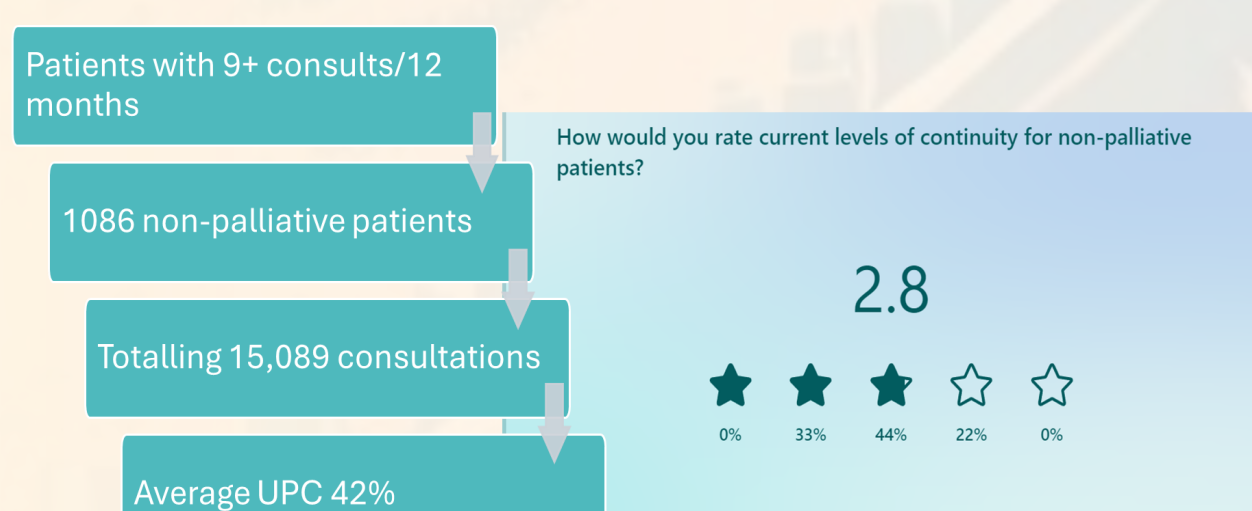 Patients with 9+ consults/12
months
1086 non-palliative patients
Totalling 15,089 consultations
Average UPC 42%
How would you rate current levels of continuity for non-palliative
patients?
2.8
0% 33% 44% 22% 0%